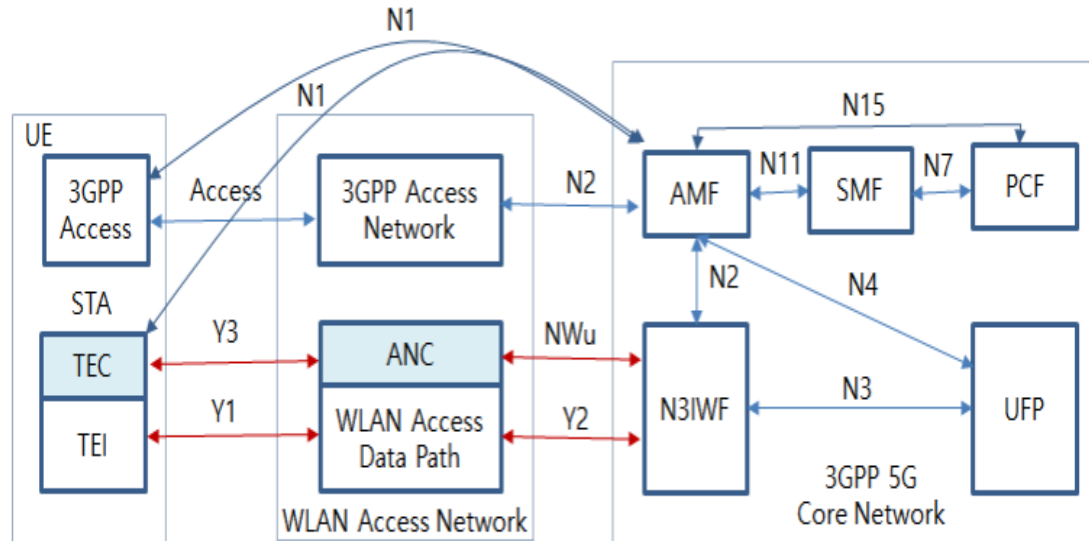 N1
N1
UE
3GPP
Access
Access
3GPP Access
Network
N2
AMF
N15
N11
SMF
N7
PCF
N2
N4
STA
TEC
TEI
Y3
Y1
ANC
WLAN Access
Data Path
WLAN Access Network
NWu
Y2
N3IWF
N3
UFP
3GPP 5G
Core Network